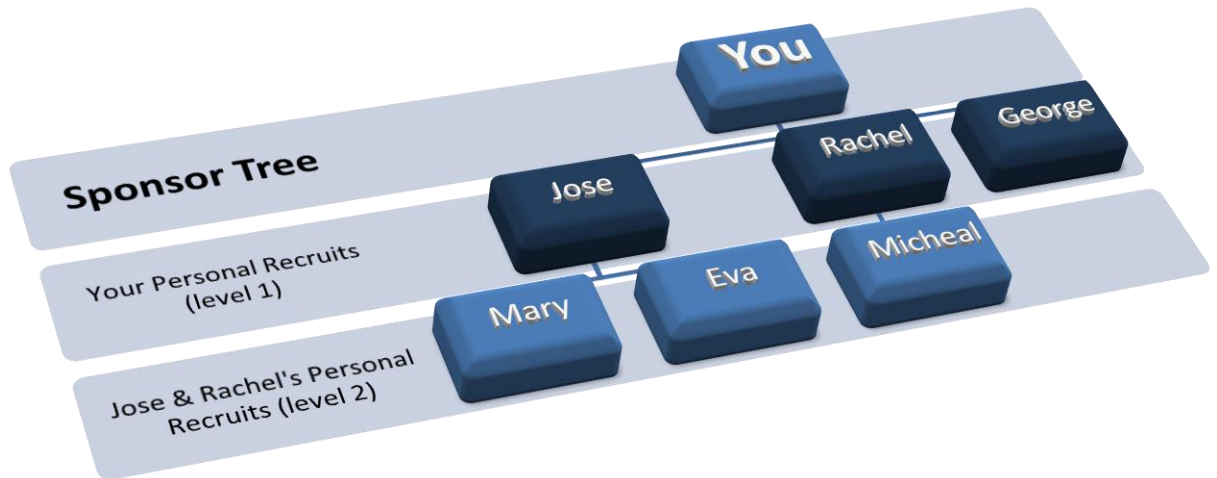 You
Sponsor Tree
Jose
Rachel
George
Your Personal Recruits
(level 1)
Mary
Eva
Micheal
Jose & Rachel's Personal
Recruits (level 2)